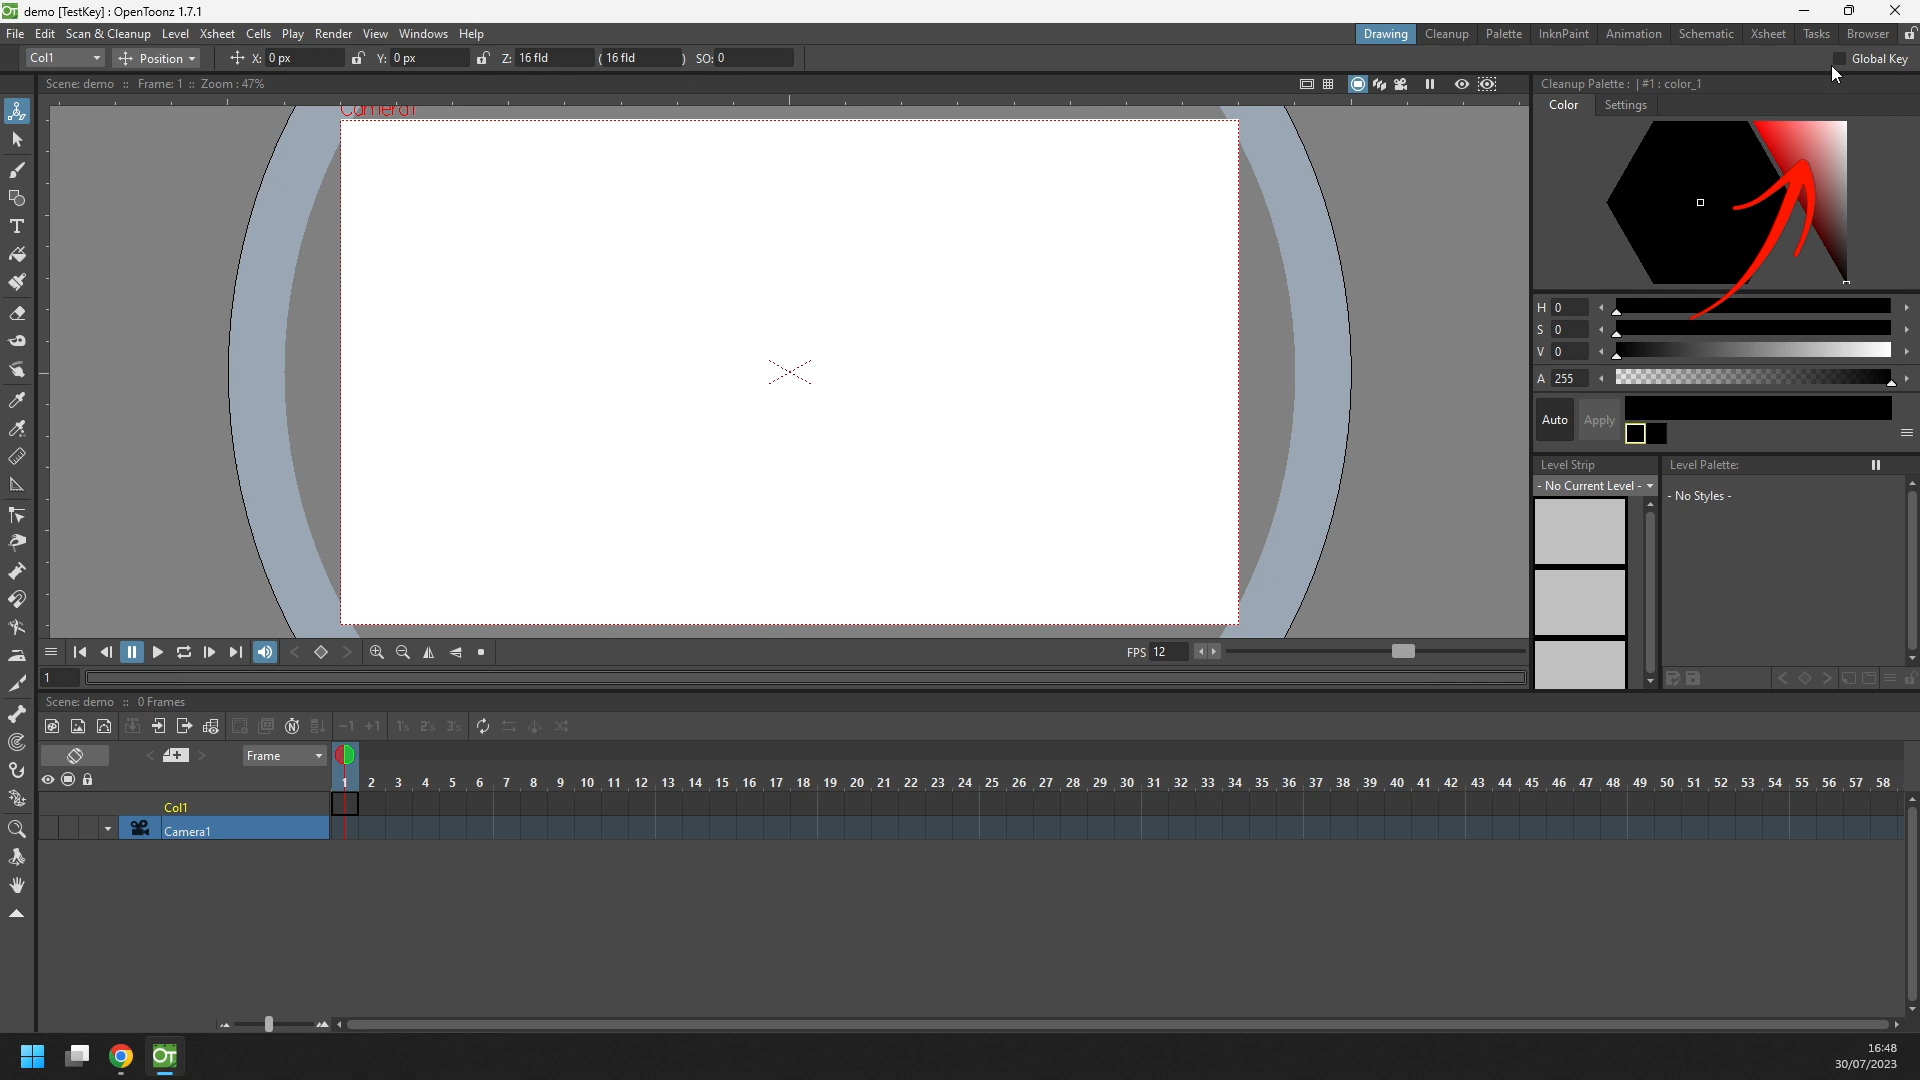 demo [TestKey] : OpenToonz 1.7.1
File Edit Scan & Cleanup Level Xsheet Cells Play Render View Windows Help
Drawing Cleanup Palette InknPaint Animation Schematic Xsheet Tasks Browser
Col1 Position X: 0 px Y: 0 px Z: 16 fld ( 16 fld ) SO: 0 Global Key
Scene: demo :: Frame: 1 :: Zoom : 47%
Cleanup Palette : | #1 : color_1
Color Settings
Camera1
H 0
S 0
V 0
A 255
Auto Apply
Level Strip
Level Palette:
- No Current Level -
- No Styles -
FPS 12
1
Scene: demo :: 0 Frames
-1 +1 1's 2's 3's
Frame
1 2 3 4 5 6 7 8 9 10 11 12 13 14 15 16 17 18 19 20 21 22 23 24 25 26 27 28 29 30 31 32 33 34 35 36 37 38 39 40 41 42 43 44 45 46 47 48 49 50 51 52 53 54 55 56 57 58
Col1
Camera1
OT
16:48
30/07/2023